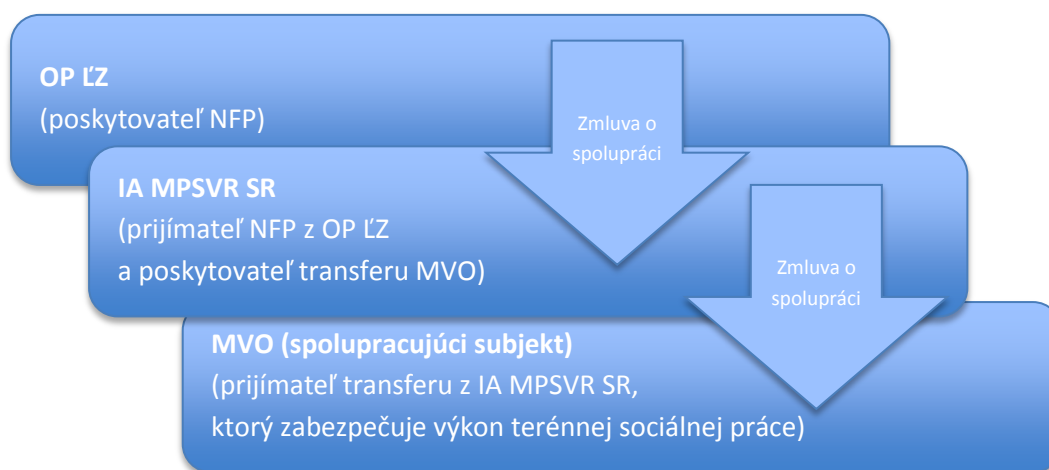 OP ĽZ
(poskytovateľ NFP)
Zmluva o
spolupráci
IA MPSVR SR
(prijímateľ NFP z OP ĽZ
a poskytovateľ transferu MVO)
Zmluva o
spolupráci
MVO (spolupracujúci subjekt)
(prijímateľ transferu z IA MPSVR SR,
ktorý zabezpečuje výkon terénnej sociálnej práce)